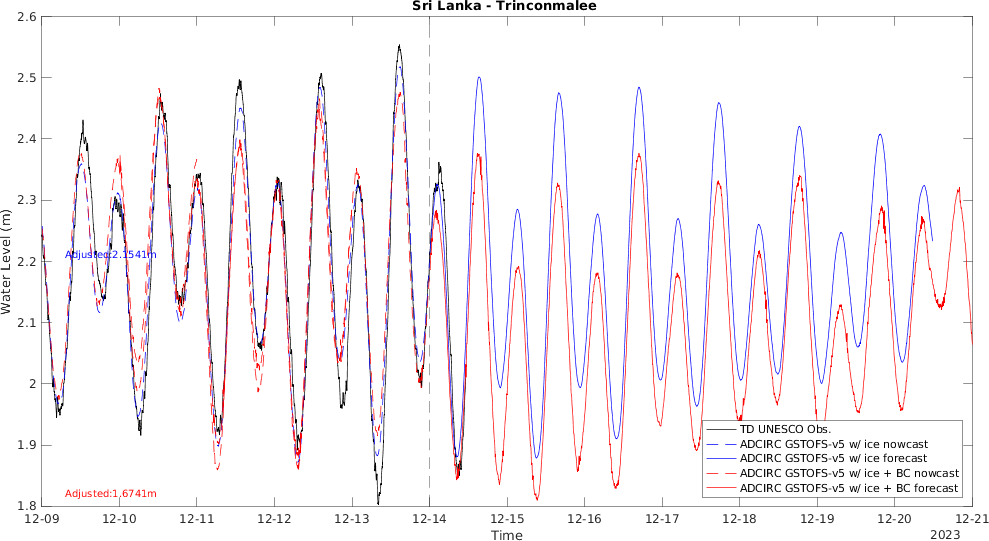 Sri Lanka - Trinconmalee
2.6
2.5
2.4
2.3
2.2
2.1
2
1.9
1.8
Water Level (m)
Adjusted:2.1541m
Adjusted:1.6741m
TD UNESCO Obs.
ADCIRC GSTOFS-v5 w/ ice nowcast
ADCIRC GSTOFS-v5 w/ ice forecast
ADCIRC GSTOFS-v5 w/ ice + BC nowcast
ADCIRC GSTOFS-v5 w/ ice + BC forecast
12-09 12-10 12-11 12-12 12-13 12-14 12-15 12-16 12-17 12-18 12-19 12-20 12-21
Time
2023